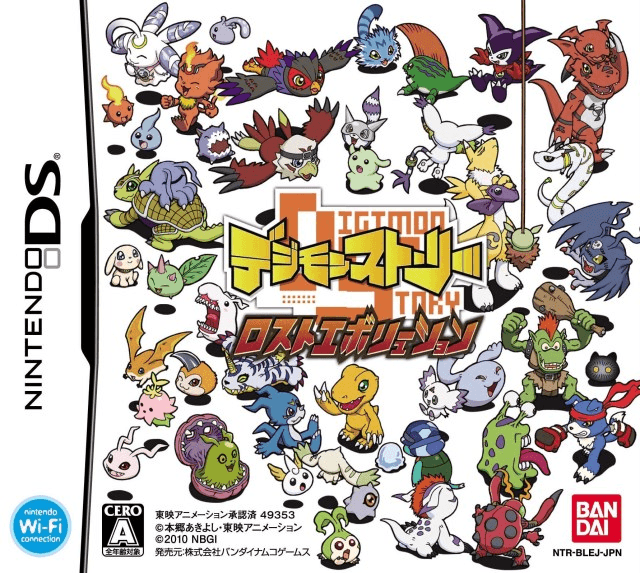 NINTENDO DS®
DIGIMON
デジモンストーリー
STORY
ロストエボリューション
nintendo
Wi-Fi
connection
CERO
A
全年齢対象
東映アニメーション承認済 49353
©本郷あきよし・東映アニメーション
©2010 NBGI
発売元:株式会社バンダイナムコゲームス
BAN
DAI
NTR-BLEJ-JPN